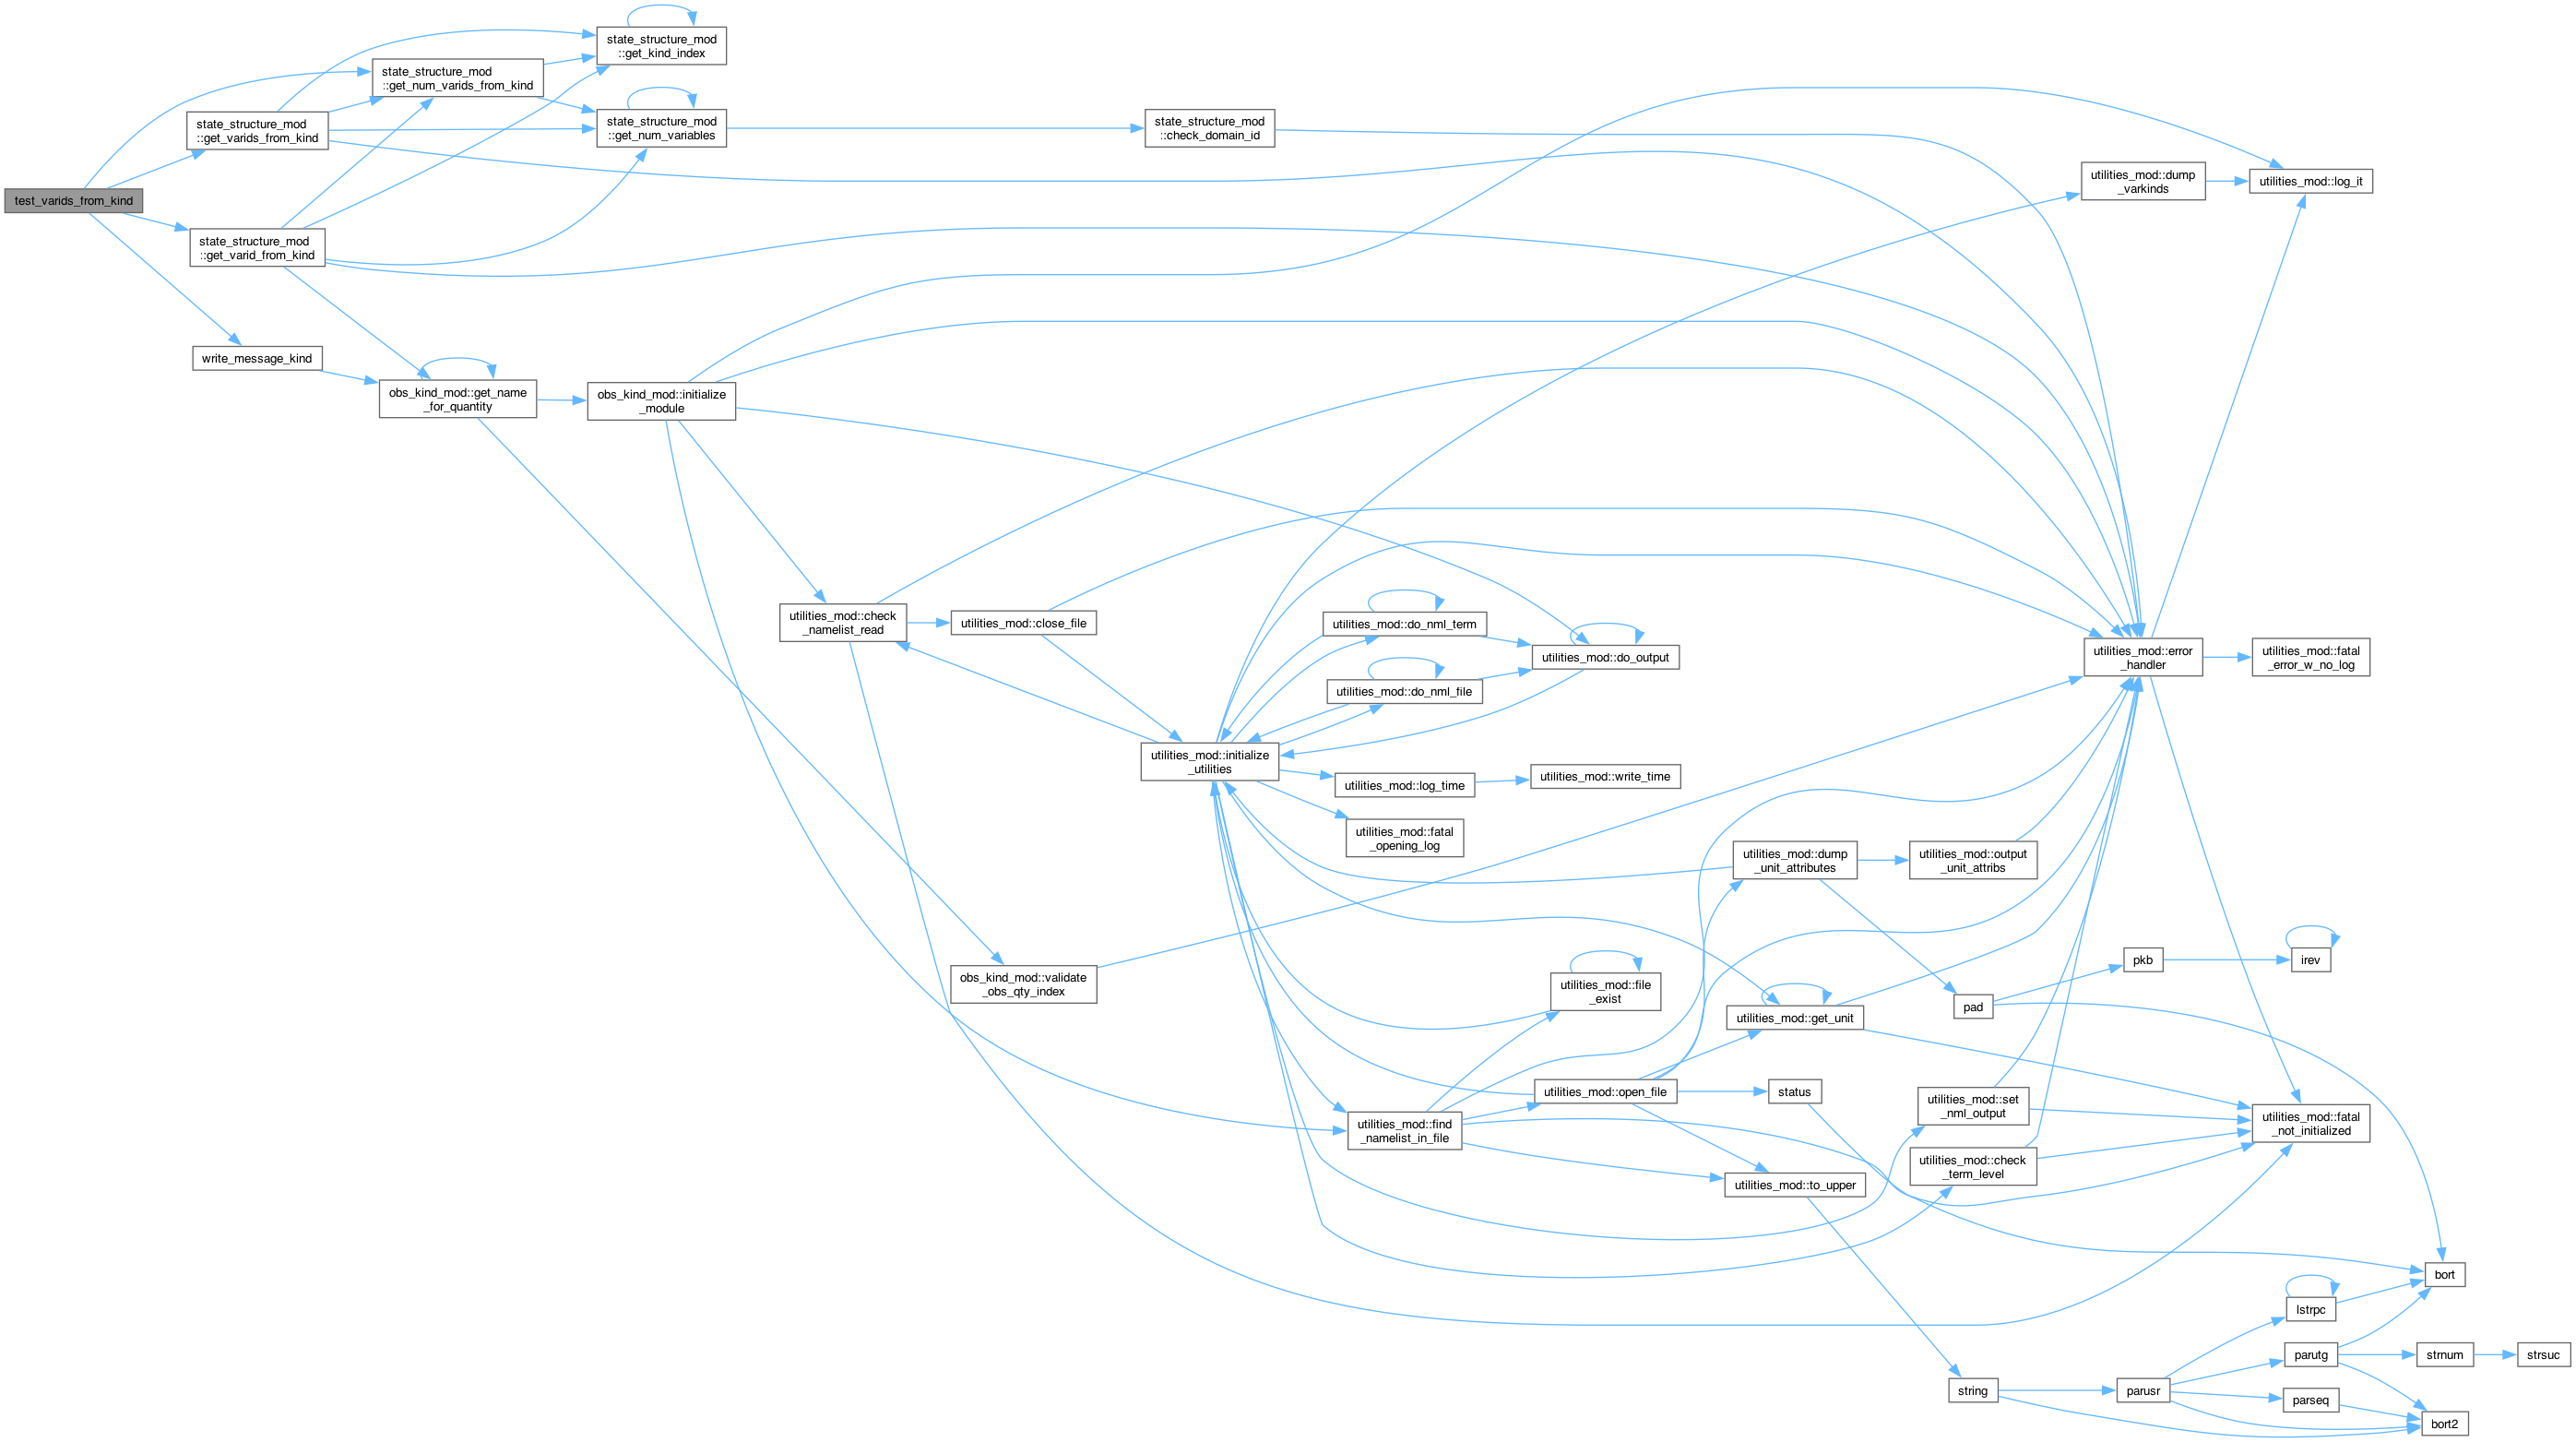 test_varids_from_kind
state_structure_mod
::get_varids_from_kind
state_structure_mod
::get_varid_from_kind
write_message_kind
state_structure_mod
::get_num_varids_from_kind
obs_kind_mod::get_name
_for_quantity
state_structure_mod
::get_kind_index
state_structure_mod
::get_num_variables
obs_kind_mod::initialize
_module
utilities_mod::check
_namelist_read
utilities_mod::close_file
obs_kind_mod::validate
_obs_qty_index
state_structure_mod
::check_domain_id
utilities_mod::initialize
_utilities
utilities_mod::do_nml_term
utilities_mod::do_nml_file
utilities_mod::log_time
utilities_mod::fatal
_opening_log
utilities_mod::find
_namelist_in_file
utilities_mod::do_output
utilities_mod::write_time
utilities_mod::file
_exist
utilities_mod::open_file
utilities_mod::dump
_unit_attributes
utilities_mod::get_unit
status
utilities_mod::to_upper
utilities_mod::output
_unit_attribs
pad
utilities_mod::set
_nml_output
utilities_mod::check
_term_level
string
utilities_mod::dump
_varkinds
utilities_mod::error
_handler
pkb
parusr
utilities_mod::log_it
utilities_mod::fatal
_error_w_no_log
irev
utilities_mod::fatal
_not_initialized
lstrpc
parutg
parseq
bort
strnum
bort2
strsuc